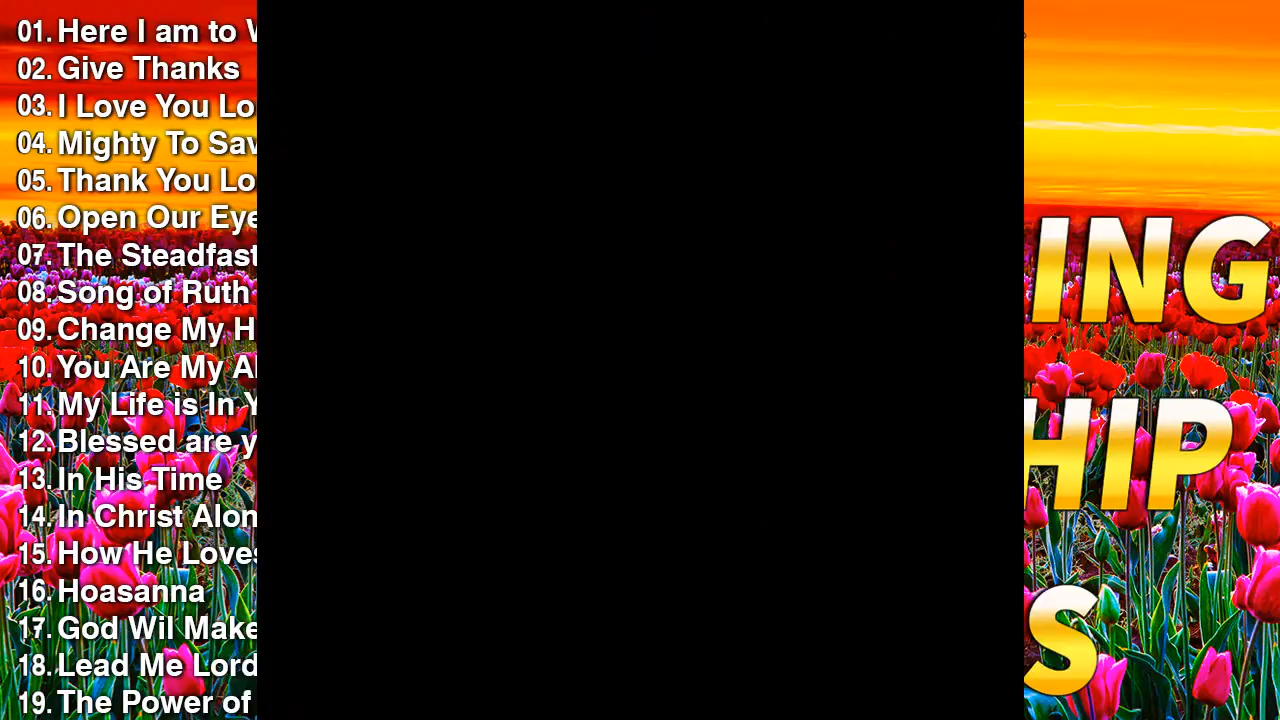 01. Here I am to
02. Give Thanks
03. I Love You Lo
04. Mighty To Sav
05. Thank You Lo
06. Open Our Eye
07. The Steadfast
08. Song of Ruth
09. Change My H
10. You Are My Al
11. My Life is In Y
12. Blessed are y
13. In His Time
14. In Christ Alon
15. How He Loves
16. Hoasanna
17. God Wil Make
18. Lead Me Lord
19. The Power of
ING
HIP
S